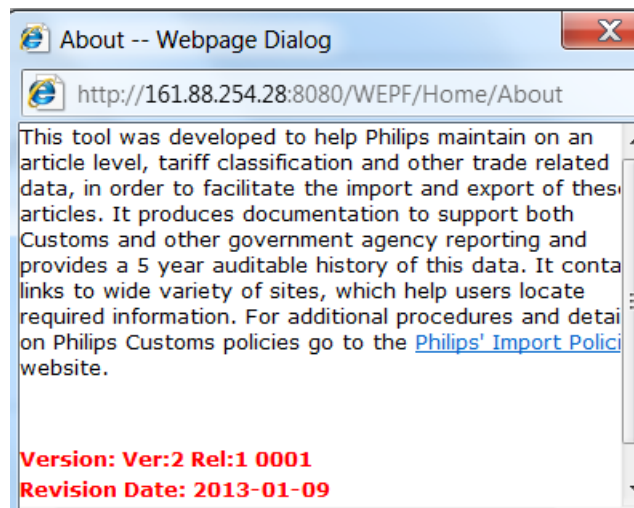 About -- Webpage Dialog
http://161.88.254.28:8080/WEPF/Home/About
This tool was developed to help Philips maintain on an
article level, tariff classification and other trade related
data, in order to facilitate the import and export of thes
articles. It produces documentation to support both
Customs and other government agency reporting and
provides a 5 year auditable history of this data. It conta
links to wide variety of sites, which help users locate
required information. For additional procedures and detai
on Philips Customs policies go to the Philips' Import Polici
website.
Version: Ver:2 Rel:1 0001
Revision Date: 2013-01-09